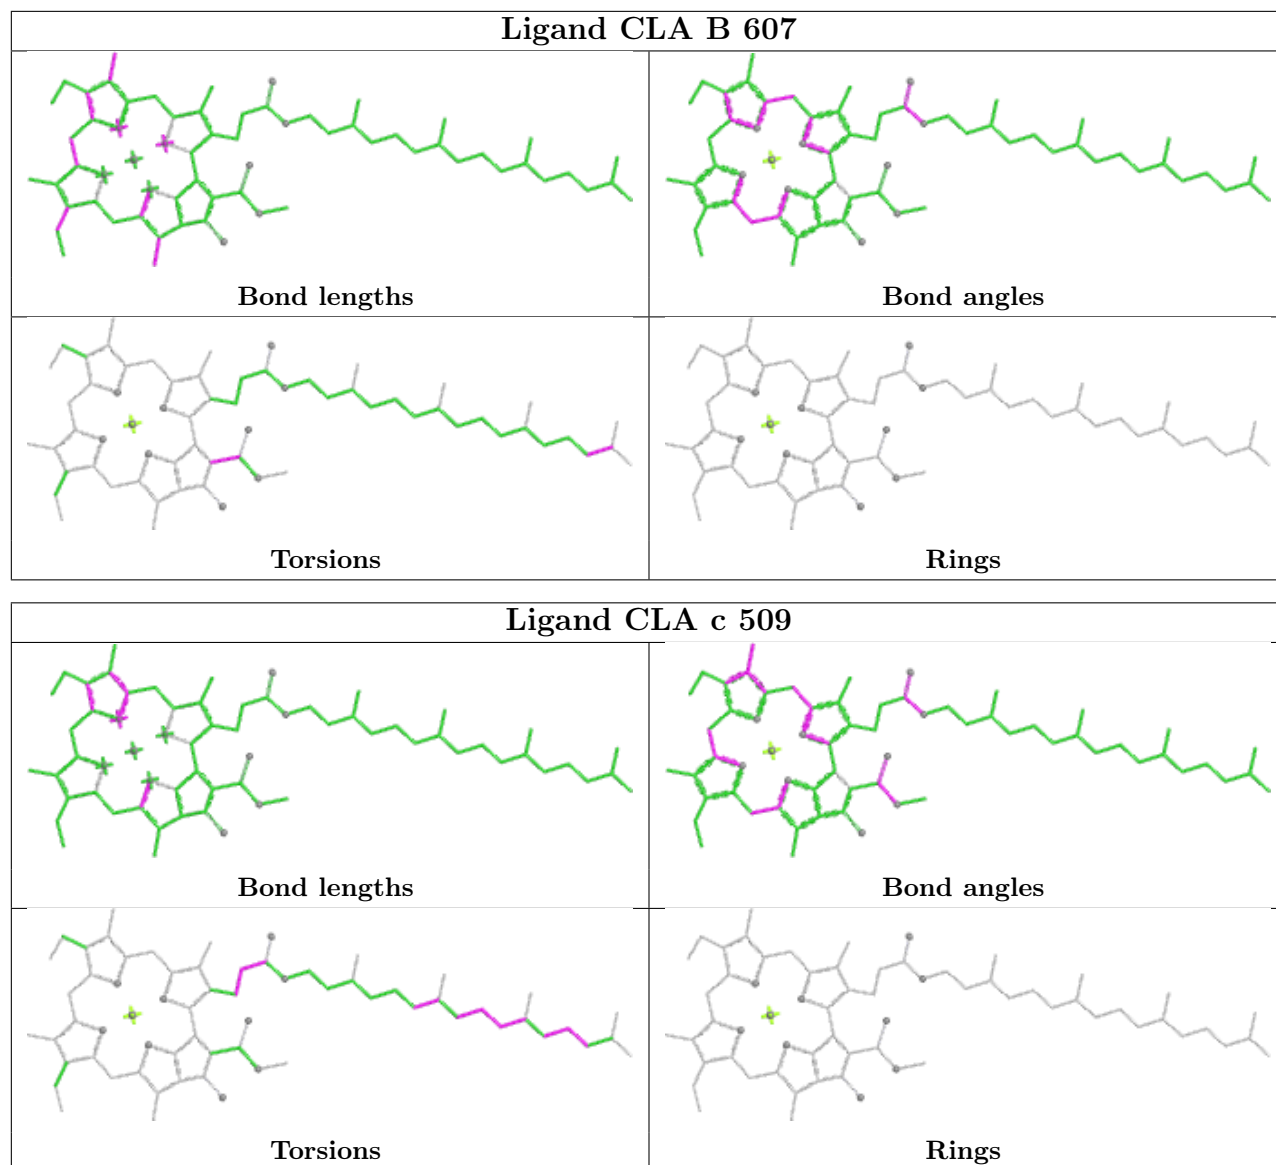 Ligand CLA B 607
Bond lengths
Bond angles
Torsions
Rings
Ligand CLA c 509
Bond lengths
Bond angles
Torsions
Rings